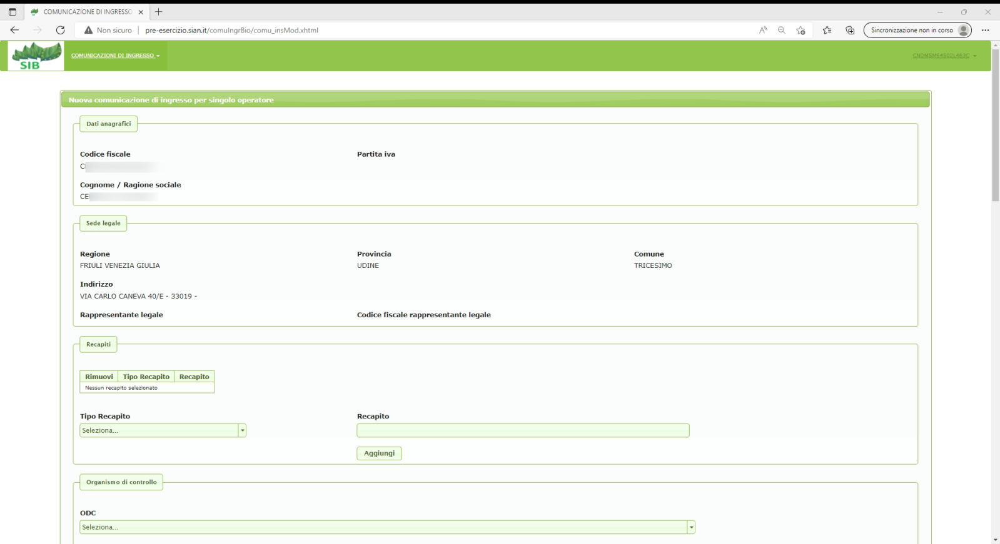 COMUNICAZIONE DI INGRESSO
Non sicuro | pre-esercizio.sian.it/comuIngrBio/comu_insMod.xhtml
Sincronizzazione non in corso
SIB
COMUNICAZIONI DI INGRESSO
CNDMSM64S02L483C
Nuova comunicazione di ingresso per singolo operatore
Dati anagrafici
Codice fiscale Partita iva
C
Cognome / Ragione sociale
CE
Sede legale
Regione Provincia Comune
FRIULI VENEZIA GIULIA UDINE TRICESIMO
Indirizzo
VIA CARLO CANEVA 40/E - 33019 -
Rappresentante legale Codice fiscale rappresentante legale
Recapiti
Rimuovi Tipo Recapito Recapito
Nessun recapito selezionato
Tipo Recapito Recapito
Seleziona...
Aggiungi
Organismo di controllo
ODC
Seleziona...